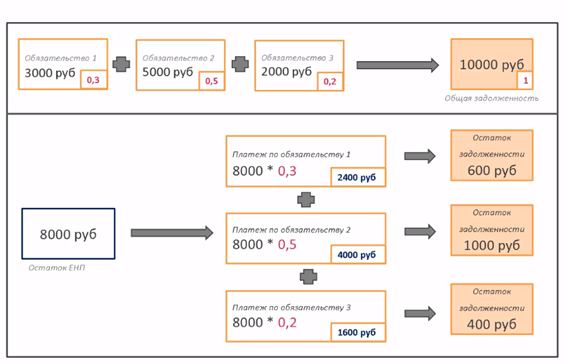 Обязательство 1
3000 руб
0,3
Обязательство 2
5000 руб
0,5
Обязательство 3
2000 руб
0,2
10000 руб
1
Общая задолженность
8000 руб
Остаток ЕНП
Платеж по обязательству 1
8000 * 0,3
2400 руб
Остаток
задолженности
600 руб
Платеж по обязательству 2
8000 * 0,5
4000 руб
Остаток
задолженности
1000 руб
Платеж по обязательству 3
8000 * 0,2
1600 руб
Остаток
задолженности
400 руб